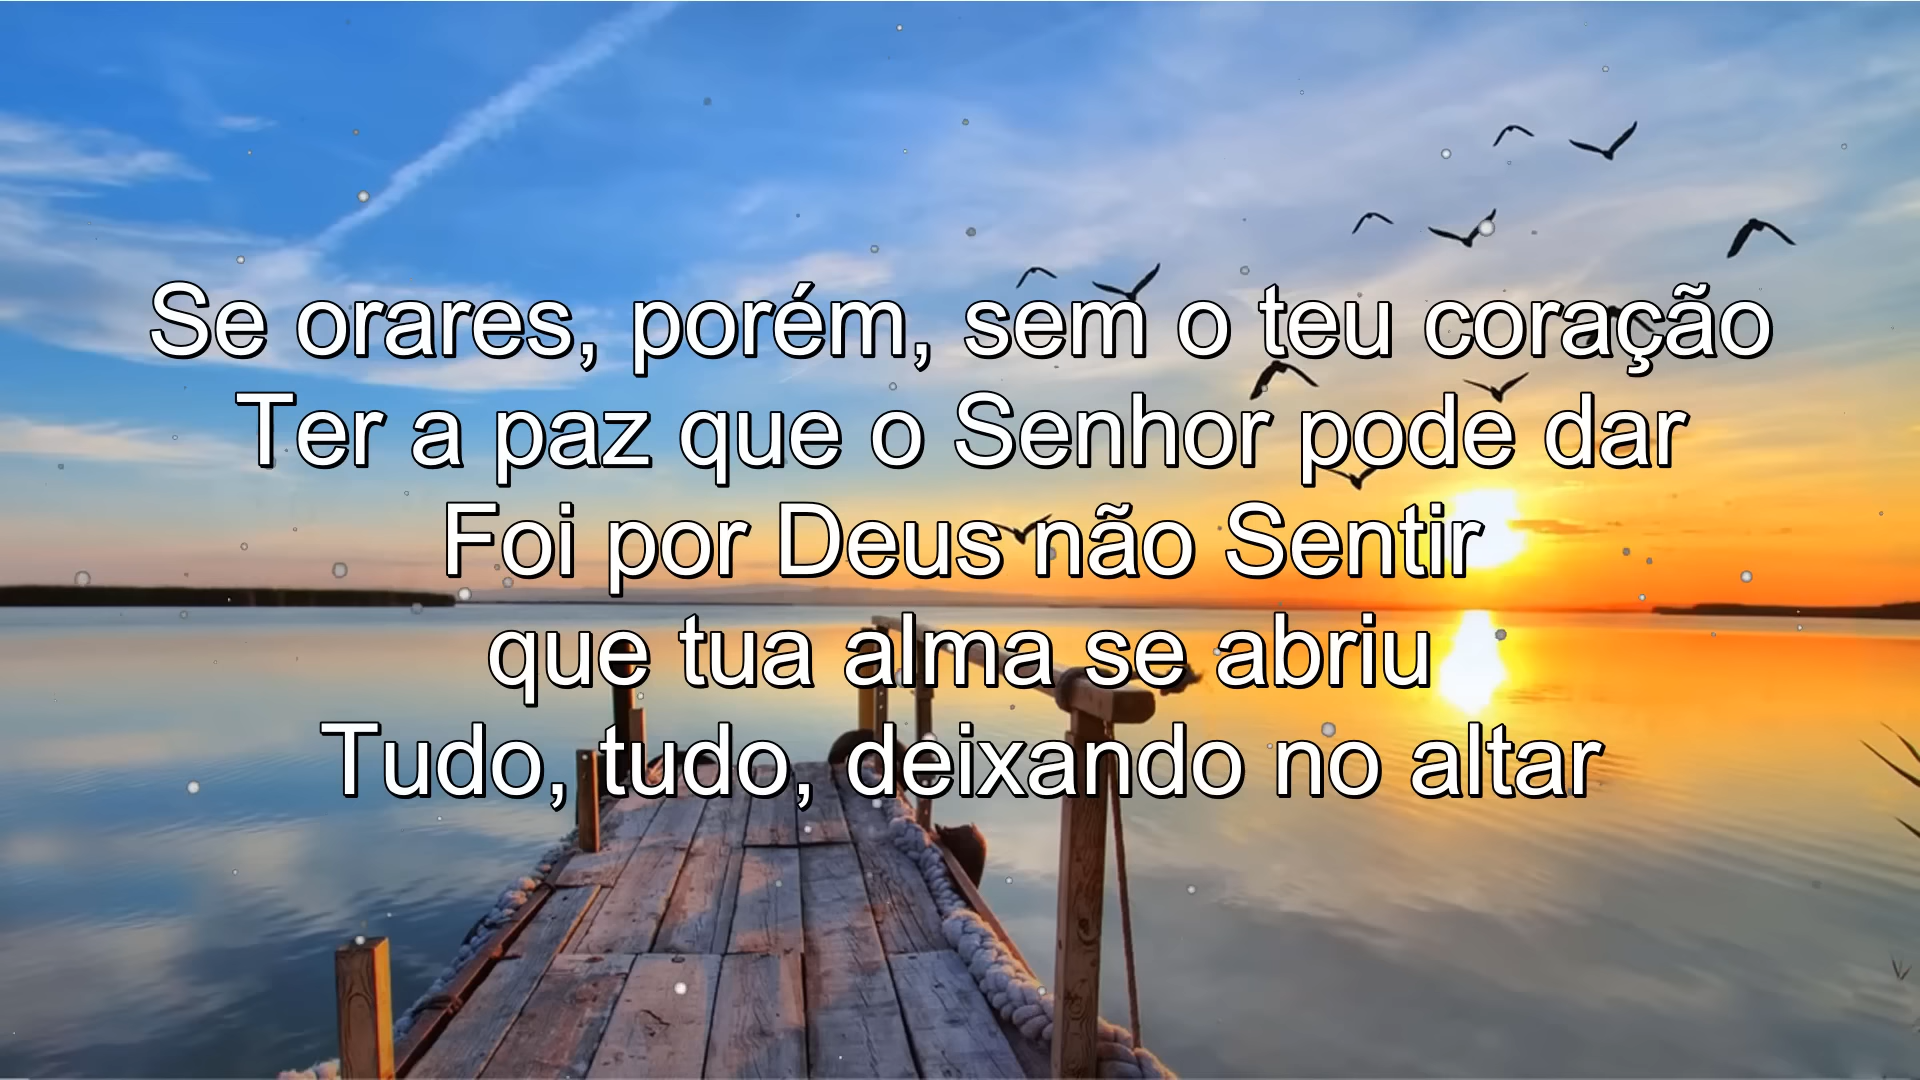 Se orares, porém, sem o teu coração
Ter a paz que o Senhor pode dar
Foi por Deus não Sentir
que tua alma se abriu
Tudo, tudo, deixando no altar